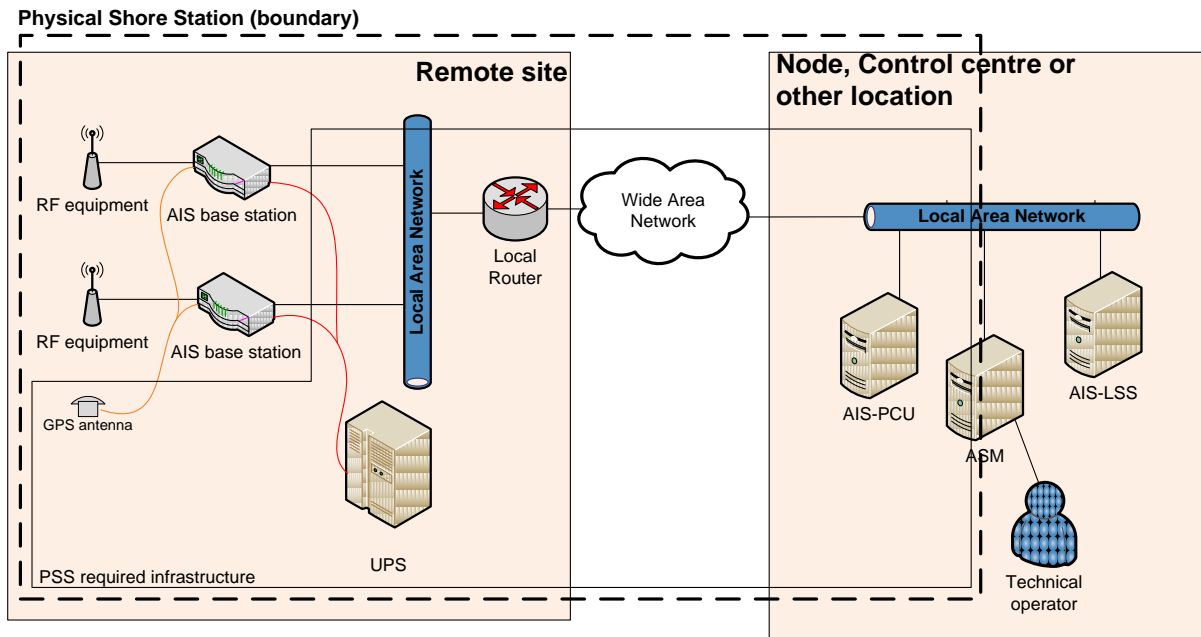 Physical Shore Station (boundary)
Remote site
Node, Control centre or
other location
RF equipment
AIS base station
Local Area Network
Local
Router
Wide Area
Network
Local Area Network
RF equipment
AIS base station
GPS antenna
AIS-PCU
ASM
AIS-LSS
UPS
PSS required infrastructure
Technical
operator